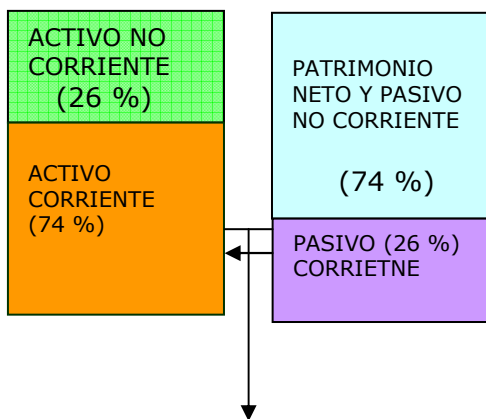 ACTIVO NO
CORRIENTE
(26 %)
ACTIVO
CORRIENTE
(74 %)
PATRIMONIO
NETO Y PASIVO
NO CORRIENTE
(74 %)
PASIVO (26 %)
CORRIETNE